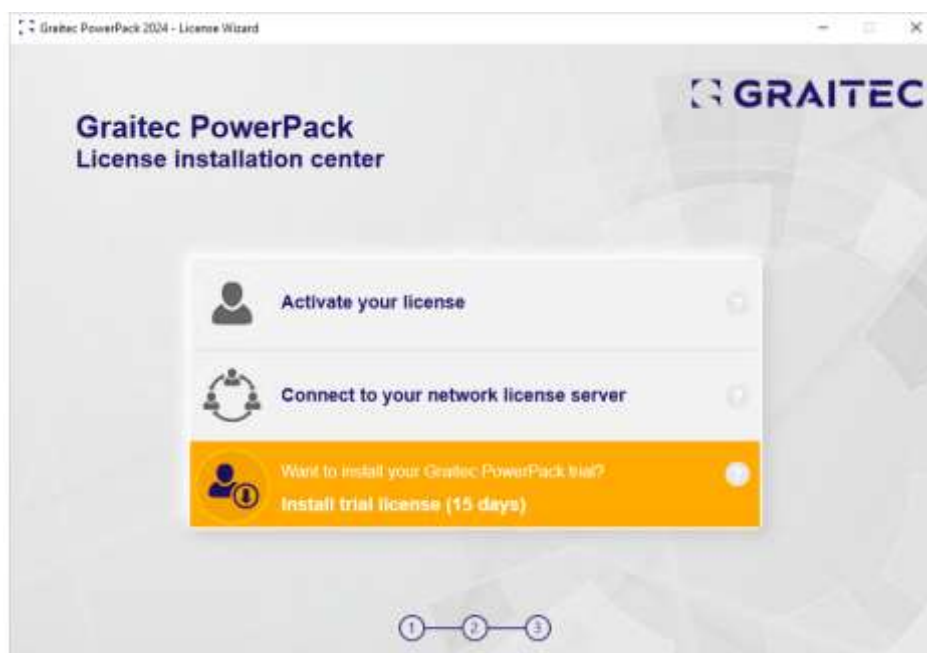 Graitec PowerPack 2024 - License Wizard
GRAITEC
Graitec PowerPack
License installation center
Activate your license
?
Connect to your network license server
?
Want to install your Graitec PowerPack trial?
?
Install trial license (15 days)
1 2 3